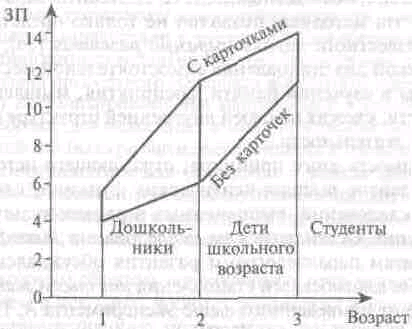 ЗП
14
12
10
8
6
4
2
0
С карточками
Без карточек
Дошколь-
ники
Дети
школьного
возраста
Студенты
1
2
3
Возраст